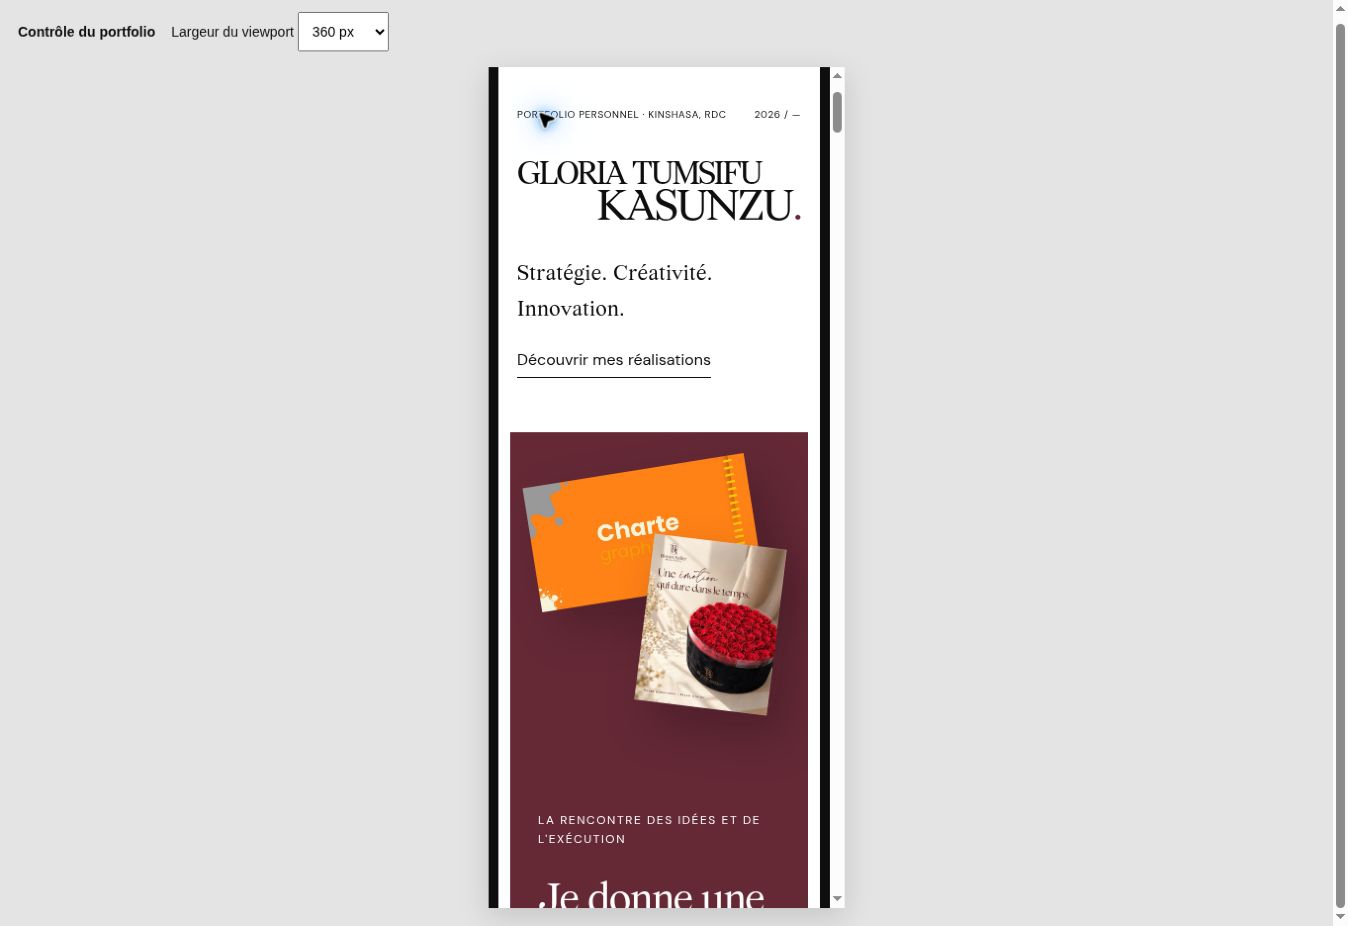 Contrôle du portfolio
Largeur du viewport
360 px
PORTFOLIO PERSONNEL · KINSHASA, RDC
2026 / —
GLORIA TUMSIFU
KASUNZU.
Stratégie. Créativité.
Innovation.
Découvrir mes réalisations
Charte
Une émotion
qui dure dans le temps.
LA RENCONTRE DES IDÉES ET DE
L'EXÉCUTION
Je donne une